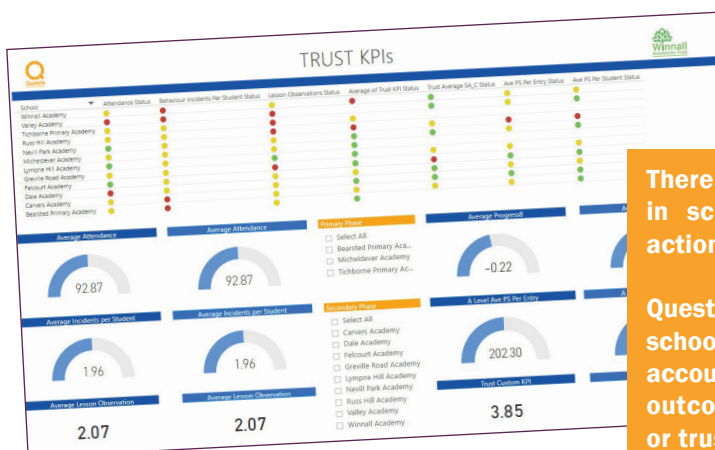 TRUST KPIs
Winnall
School Attendance Status Behaviour Incidents Per Student Status Lesson Observations Status Average of Trust KPI Status Trust Average SA_C Status Ave PS Per Entry Status Ave PS Per Student Status
Winnall Academy
Valley Academy
Tichborne Primary Academy
Russ Hill Academy
Nevill Park Academy
Micheldever Academy
Lympne Hill Academy
Greville Road Academy
Felcourt Academy
Dale Academy
Carvers Academy
Bearsted Primary Academy
Average Attendance
92.87
Average Attendance
92.87
Primary Phase
Select All
Bearsted Primary Aca...
Micheldever Academy
Tichborne Primary Ac...
Average Progress8
-0.22
Average Incidents per Student
1.96
Average Incidents per Student
1.96
Secondary Phase
Select All
Carvers Academy
Dale Academy
Felcourt Academy
Greville Road Academy
Lympne Hill Academy
Nevill Park Academy
Russ Hill Academy
Valley Academy
Winnall Academy
A Level Ave PS Per Entry
202.30
Average Lesson Observation
2.07
Average Lesson Observation
2.07
Trust Custom KPI
3.85
There
in sc
action
Quest
schoo
accou
outco
or trus